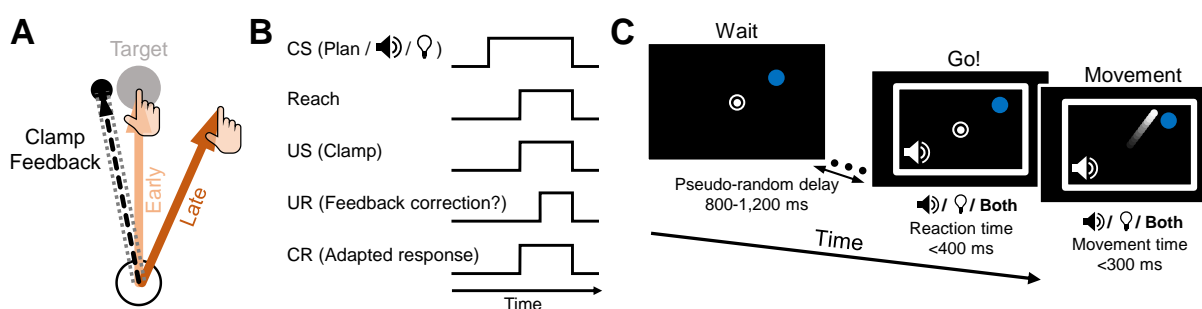 A
Target
Clamp
Feedback
Early
Late
B
CS (Plan / / )
Reach
US (Clamp)
UR (Feedback correction?)
CR (Adapted response)
Time
C
Wait
Go!
Movement
Pseudo-random delay
800-1,200 ms
/ / Both
Reaction time
<400 ms
/ / Both
Movement time
<300 ms
Time